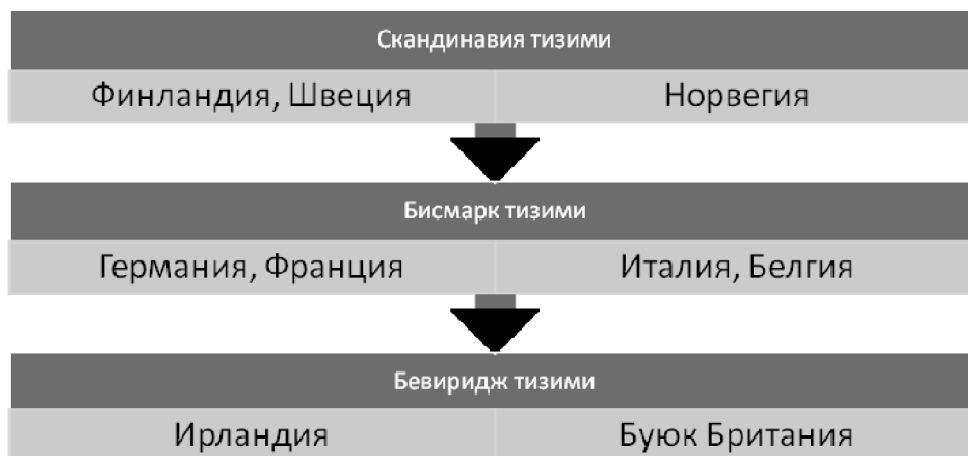 Скандинавия тизими
Финландия, Швеция
Норвегия
Бисмарк тизими
Германия, Франция
Италия, Белгия
Бевиридж тизими
Ирландия
Буюк Британия